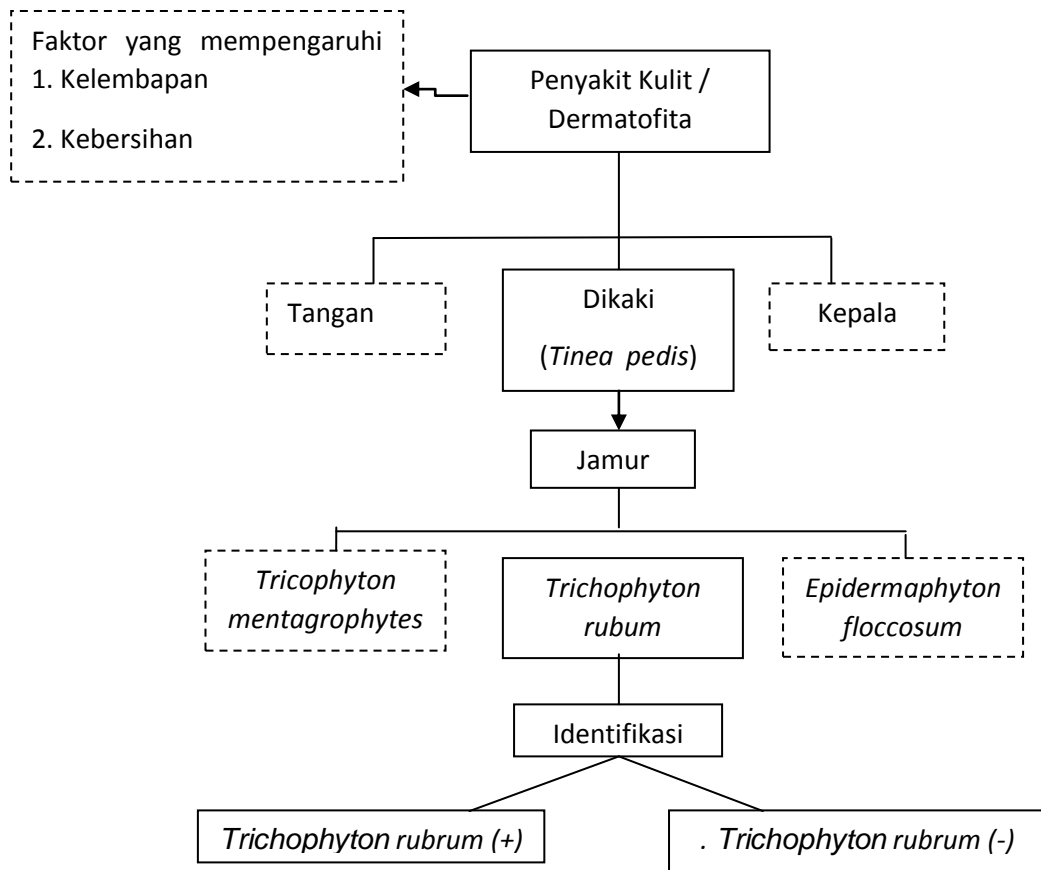 Faktor yang mempengaruhi
1. Kelembapan
2. Kebersihan
Penyakit Kulit /
Dermatofita
Tangan
Dikaki
(Tinea pedis)
Kepala
Jamur
Tricophyton
mentagrophytes
Trichophyton
rubum
Epidermaphyton
floccosum
Identifikasi
Trichophyton rubrum (+)
. Trichophyton rubrum (-)